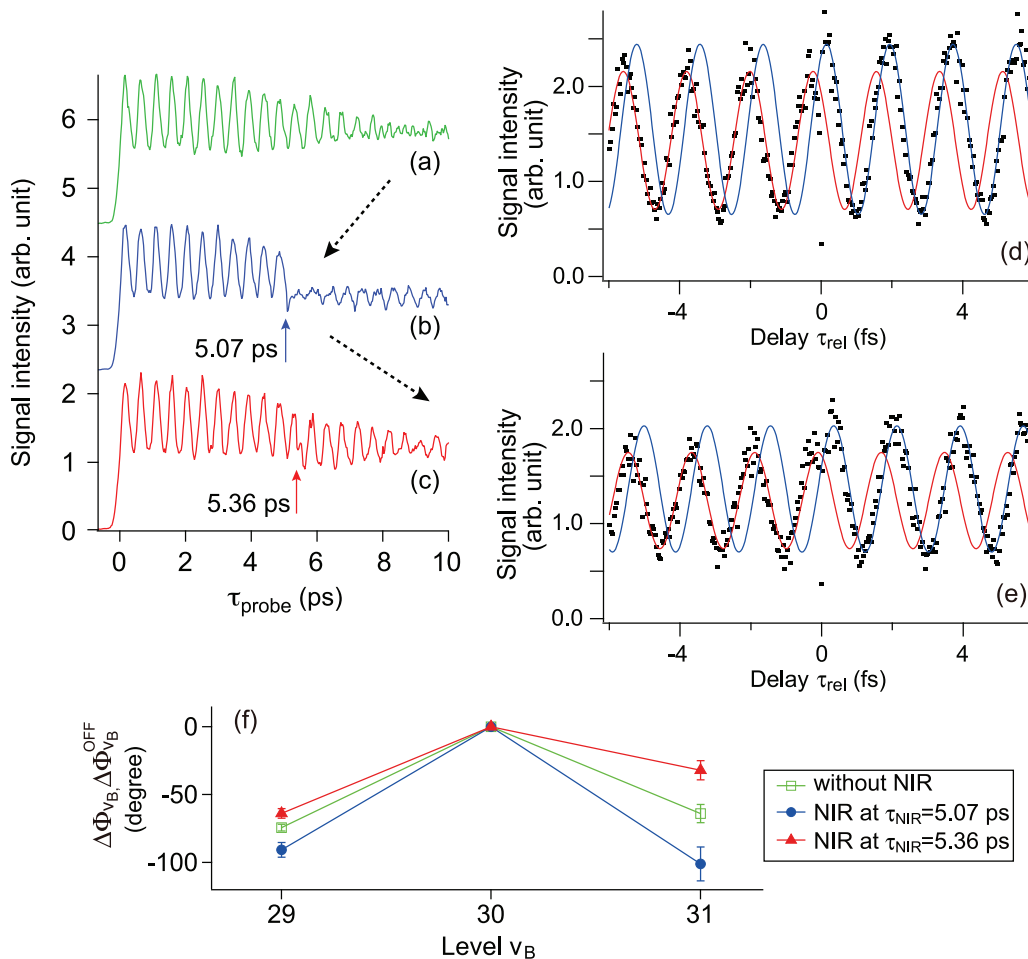 Signal intensity (arb. unit)
6
5
4
3
2
1
0
(a)
(b)
(c)
5.07 ps
5.36 ps
0
2
4
6
8
10
τprobe (ps)
Signal intensity
(arb. unit)
2.0
1.0
0.0
(d)
-4
0
4
Delay τrel (fs)
Signal intensity
(arb. unit)
2.0
1.0
0.0
(e)
-4
0
4
Delay τrel (fs)
(f)
ΔΦvB, ΔΦvB OFF
(degree)
0
-50
-100
29
30
31
Level vB
without NIR
NIR at τNIR=5.07 ps
NIR at τNIR=5.36 ps